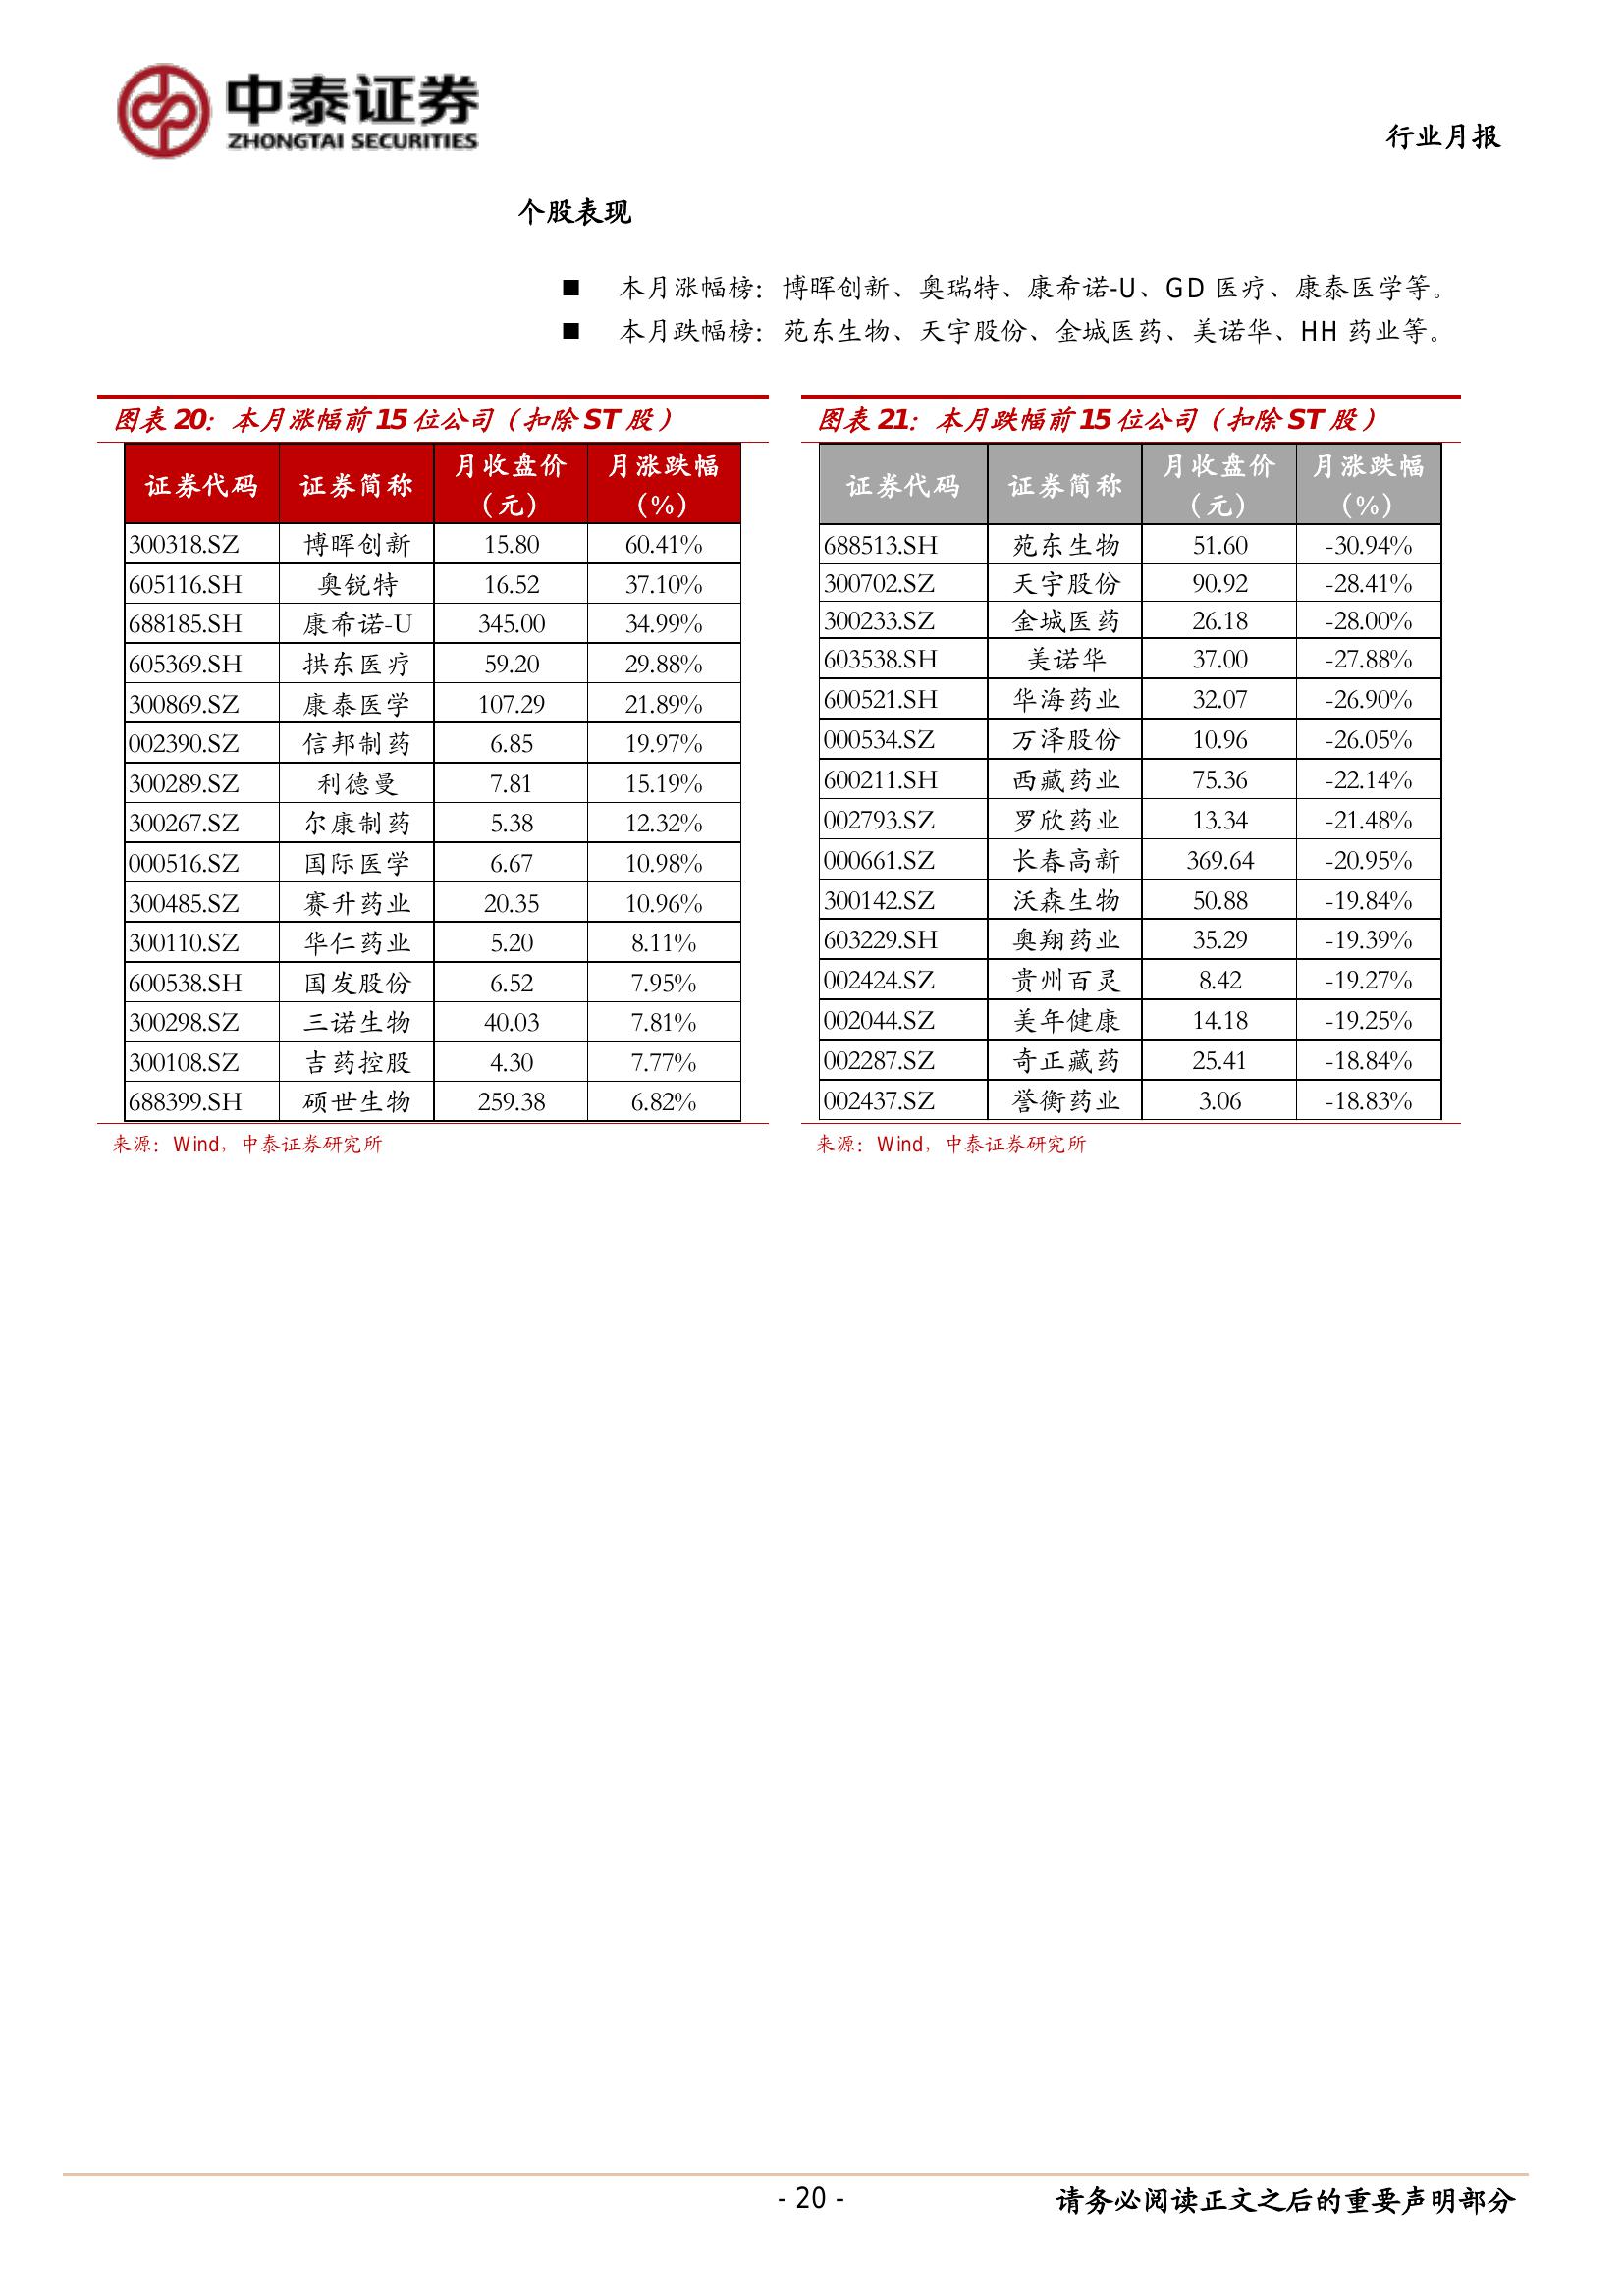 中泰证券
ZHONGTAI SECURITIES
行业月报
个股表现
■ 本月涨幅榜：博晖创新、奥瑞特、康希诺-U、GD 医疗、康泰医学等。
■ 本月跌幅榜：苑东生物、天宇股份、金城医药、美诺华、HH 药业等。
图表 20：本月涨幅前 15 位公司（扣除 ST 股）
证券代码 证券简称 月收盘价（元） 月涨跌幅（%）
300318.SZ 博晖创新 15.80 60.41%
605116.SH 奥锐特 16.52 37.10%
688185.SH 康希诺-U 345.00 34.99%
605369.SH 拱东医疗 59.20 29.88%
300869.SZ 康泰医学 107.29 21.89%
002390.SZ 信邦制药 6.85 19.97%
300289.SZ 利德曼 7.81 15.19%
300267.SZ 尔康制药 5.38 12.32%
000516.SZ 国际医学 6.67 10.98%
300485.SZ 赛升药业 20.35 10.96%
300110.SZ 华仁药业 5.20 8.11%
600538.SH 国发股份 6.52 7.95%
300298.SZ 三诺生物 40.03 7.81%
300108.SZ 吉药控股 4.30 7.77%
688399.SH 硕世生物 259.38 6.82%
来源：Wind，中泰证券研究所
图表 21：本月跌幅前 15 位公司（扣除 ST 股）
证券代码 证券简称 月收盘价（元） 月涨跌幅（%）
688513.SH 苑东生物 51.60 -30.94%
300702.SZ 天宇股份 90.92 -28.41%
300233.SZ 金城医药 26.18 -28.00%
603538.SH 美诺华 37.00 -27.88%
600521.SH 华海药业 32.07 -26.90%
000534.SZ 万泽股份 10.96 -26.05%
600211.SH 西藏药业 75.36 -22.14%
002793.SZ 罗欣药业 13.34 -21.48%
000661.SZ 长春高新 369.64 -20.95%
300142.SZ 沃森生物 50.88 -19.84%
603229.SH 奥翔药业 35.29 -19.39%
002424.SZ 贵州百灵 8.42 -19.27%
002044.SZ 美年健康 14.18 -19.25%
002287.SZ 奇正藏药 25.41 -18.84%
002437.SZ 誉衡药业 3.06 -18.83%
来源：Wind，中泰证券研究所
- 20 -
请务必阅读正文之后的重要声明部分